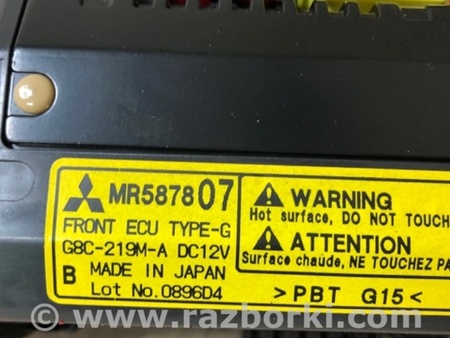 MR587807
FRONT ECU TYPE-G
G8C-219M-A DC12V
B MADE IN JAPAN
Lot No.0896D4
WARNING
Hot surface, DO NOT TOUCH
ATTENTION
Surface chaude, NE TOUCHEZ PA
>PBT G15<
© www.razborki.com